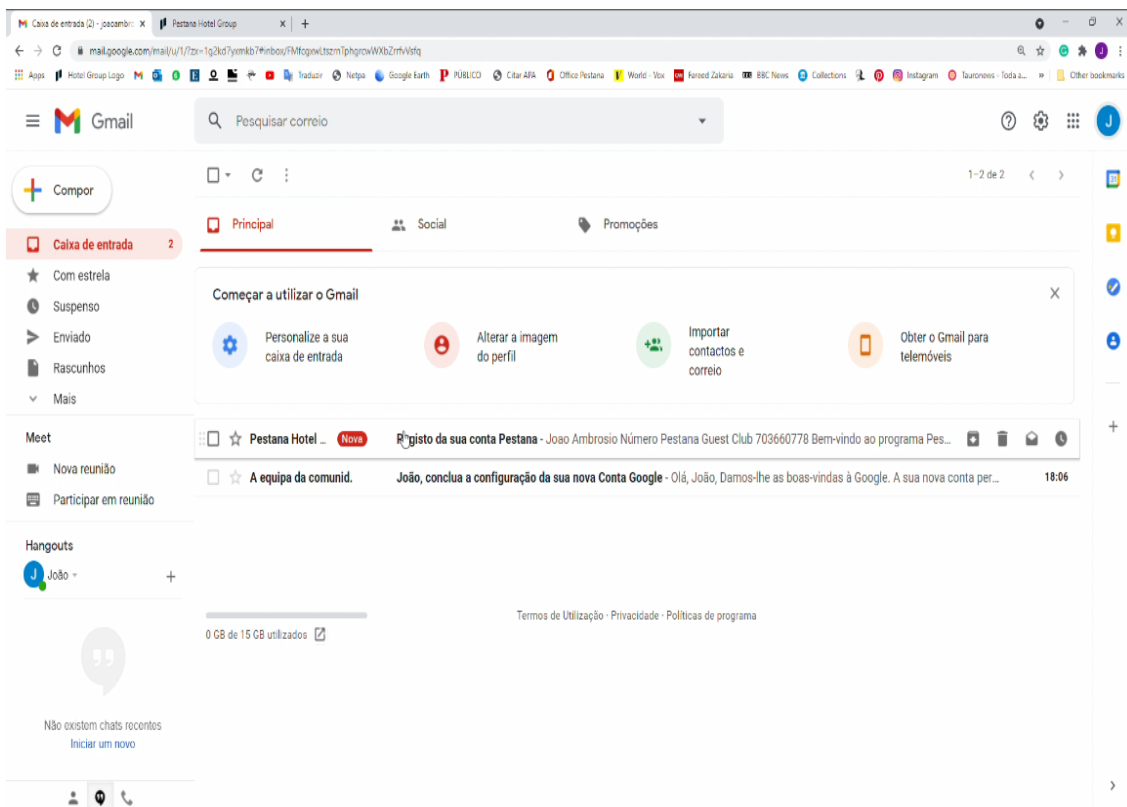 Caixa de entrada (2) - joaoambro
Pestana Hotel Group
mail.google.com/mail/u/1/?zx=1g2kd7yxmkb7#inbox/FMfcgxwLtszmTphgrcwWXbZrrfvVsfq
Apps Hotel Group Logo Traduzir Netpa Google Earth PÚBLICO Citar APA Office Pestana World - Vox Fareed Zakaria BBC News Collections Instagram Tauronews - Toda a... » Other bookmarks
Gmail
Pesquisar correio
J
Compor
1–2 de 2
Principal Social Promoções
Caixa de entrada 2
Com estrela
Suspenso
Enviado
Rascunhos
Mais
Começar a utilizar o Gmail
Personalize a sua
caixa de entrada
Alterar a imagem
do perfil
Importar
contactos e
correio
Obter o Gmail para
telemóveis
Pestana Hotel ... Nova Registo da sua conta Pestana - Joao Ambrosio Número Pestana Guest Club 703660778 Bem-vindo ao programa Pes...
A equipa da comunid. João, conclua a configuração da sua nova Conta Google - Olá, João, Damos-lhe as boas-vindas à Google. A sua nova conta per... 18:06
Meet
Nova reunião
Participar em reunião
Hangouts
J João
Não existem chats recentes
Iniciar um novo
0 GB de 15 GB utilizados
Termos de Utilização · Privacidade · Políticas de programa